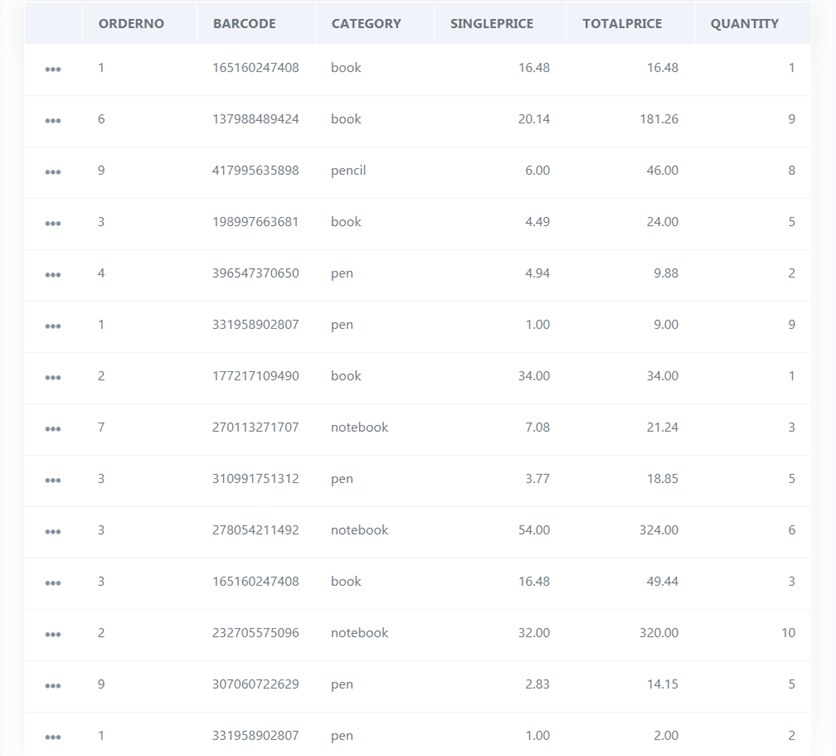 ORDERNO BARCODE CATEGORY SINGLEPRICE TOTALPRICE QUANTITY
1 165160247408 book 16.48 16.48 1
6 137988489424 book 20.14 181.26 9
9 417995635898 pencil 6.00 46.00 8
3 198997663681 book 4.49 24.00 5
4 396547370650 pen 4.94 9.88 2
1 331958902807 pen 1.00 9.00 9
2 177217109490 book 34.00 34.00 1
7 270113271707 notebook 7.08 21.24 3
3 310991751312 pen 3.77 18.85 5
3 278054211492 notebook 54.00 324.00 6
3 165160247408 book 16.48 49.44 3
2 232705575096 notebook 32.00 320.00 10
9 307060722629 pen 2.83 14.15 5
1 331958902807 pen 1.00 2.00 2